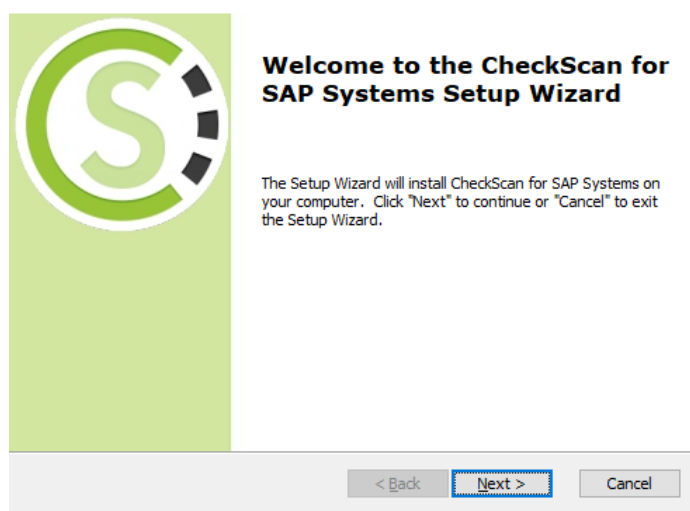 S
Welcome to the CheckScan for
SAP Systems Setup Wizard
The Setup Wizard will install CheckScan for SAP Systems on
your computer.  Click "Next" to continue or "Cancel" to exit
the Setup Wizard.
< Back Next > Cancel